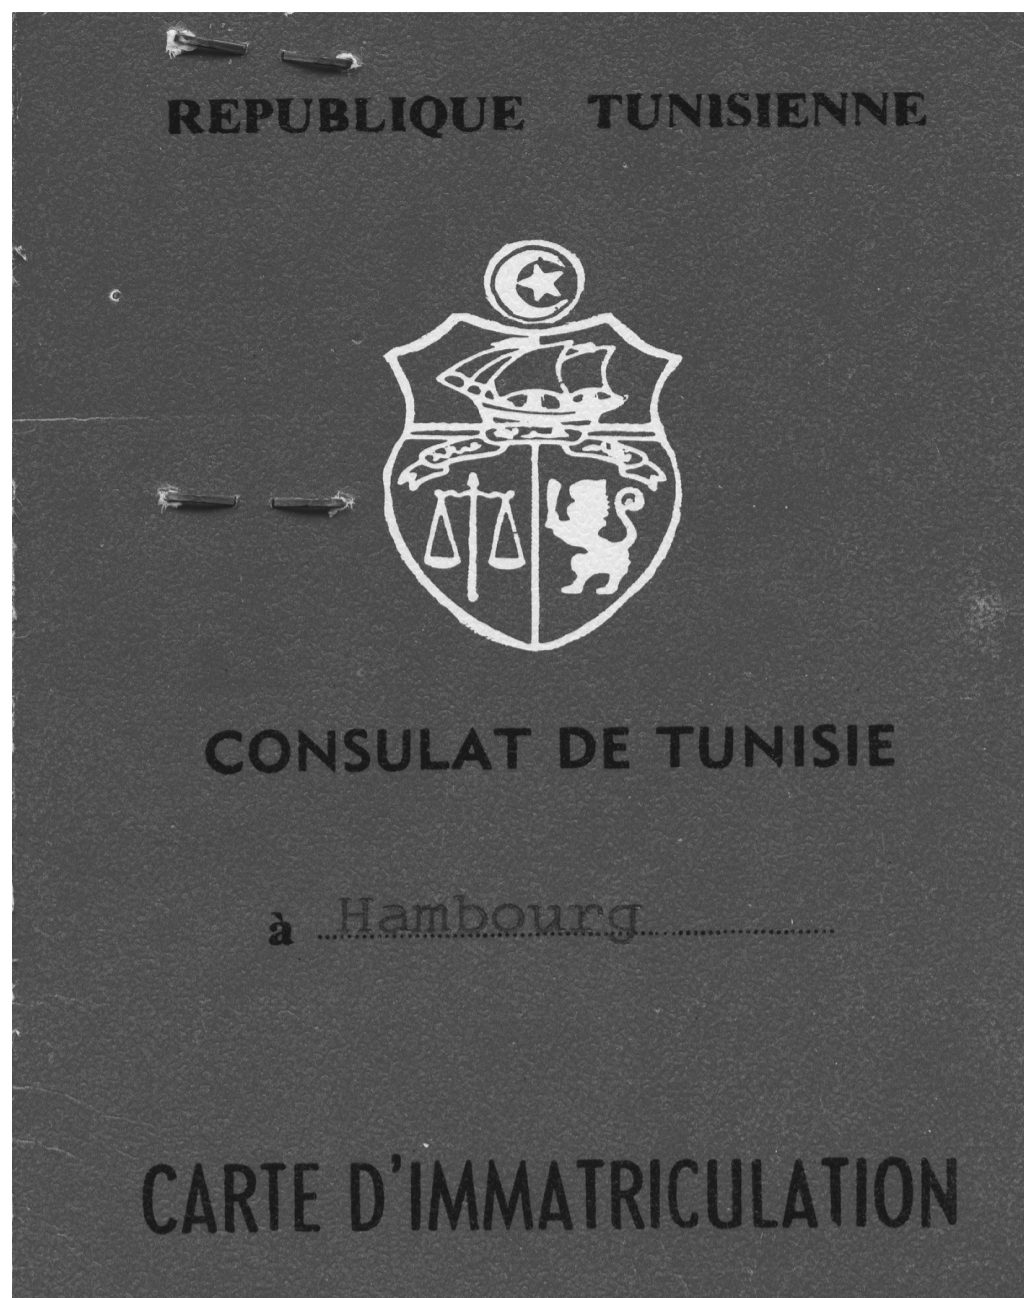 REPUBLIQUE TUNISIENNE
CONSULAT DE TUNISIE
à Hambourg
CARTE D'IMMATRICULATION